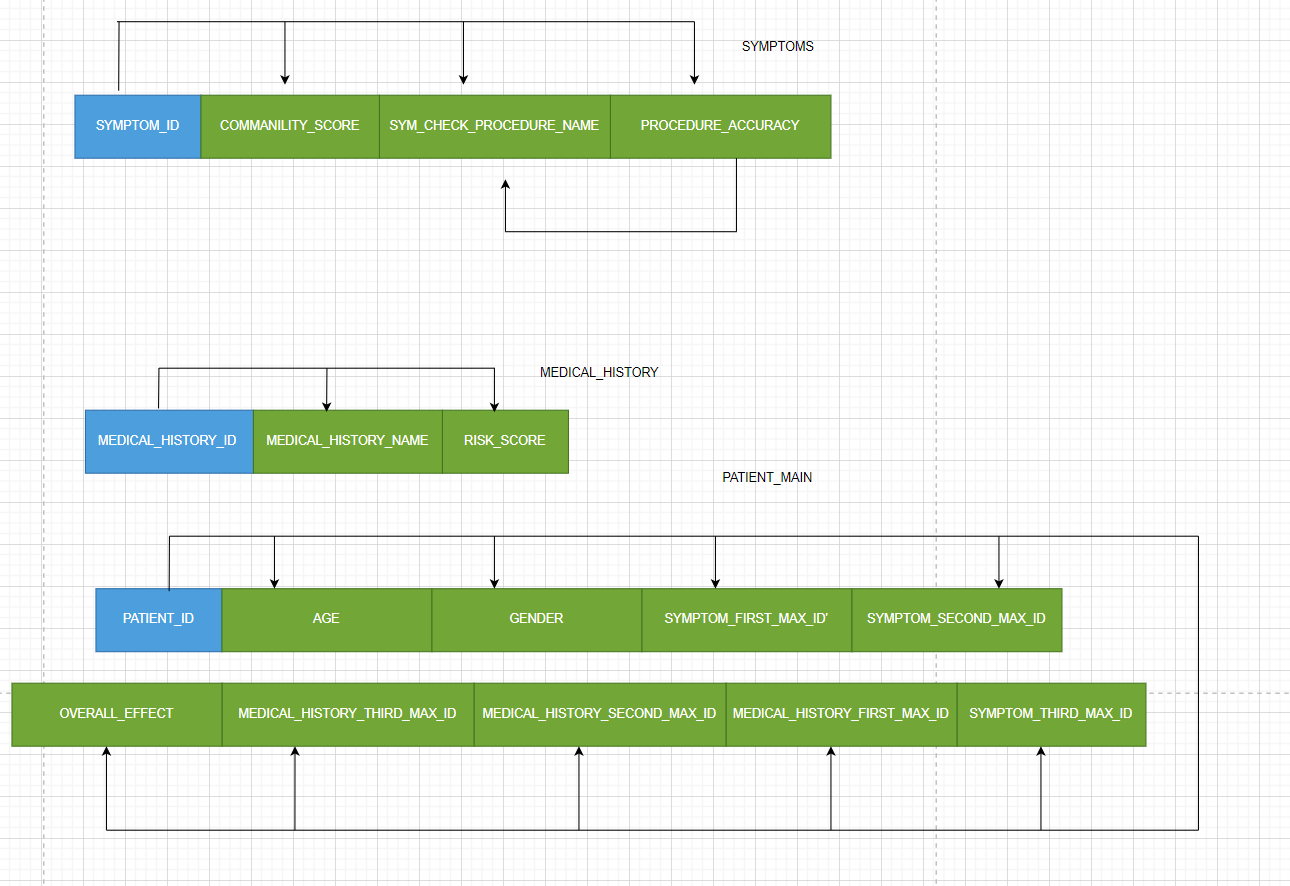 SYMPTOMS
SYMPTOM_ID
COMMANILITY_SCORE
SYM_CHECK_PROCEDURE_NAME
PROCEDURE_ACCURACY
MEDICAL_HISTORY
MEDICAL_HISTORY_ID
MEDICAL_HISTORY_NAME
RISK_SCORE
PATIENT_MAIN
PATIENT_ID
AGE
GENDER
SYMPTOM_FIRST_MAX_ID'
SYMPTOM_SECOND_MAX_ID
OVERALL_EFFECT
MEDICAL_HISTORY_THIRD_MAX_ID
MEDICAL_HISTORY_SECOND_MAX_ID
MEDICAL_HISTORY_FIRST_MAX_ID
SYMPTOM_THIRD_MAX_ID